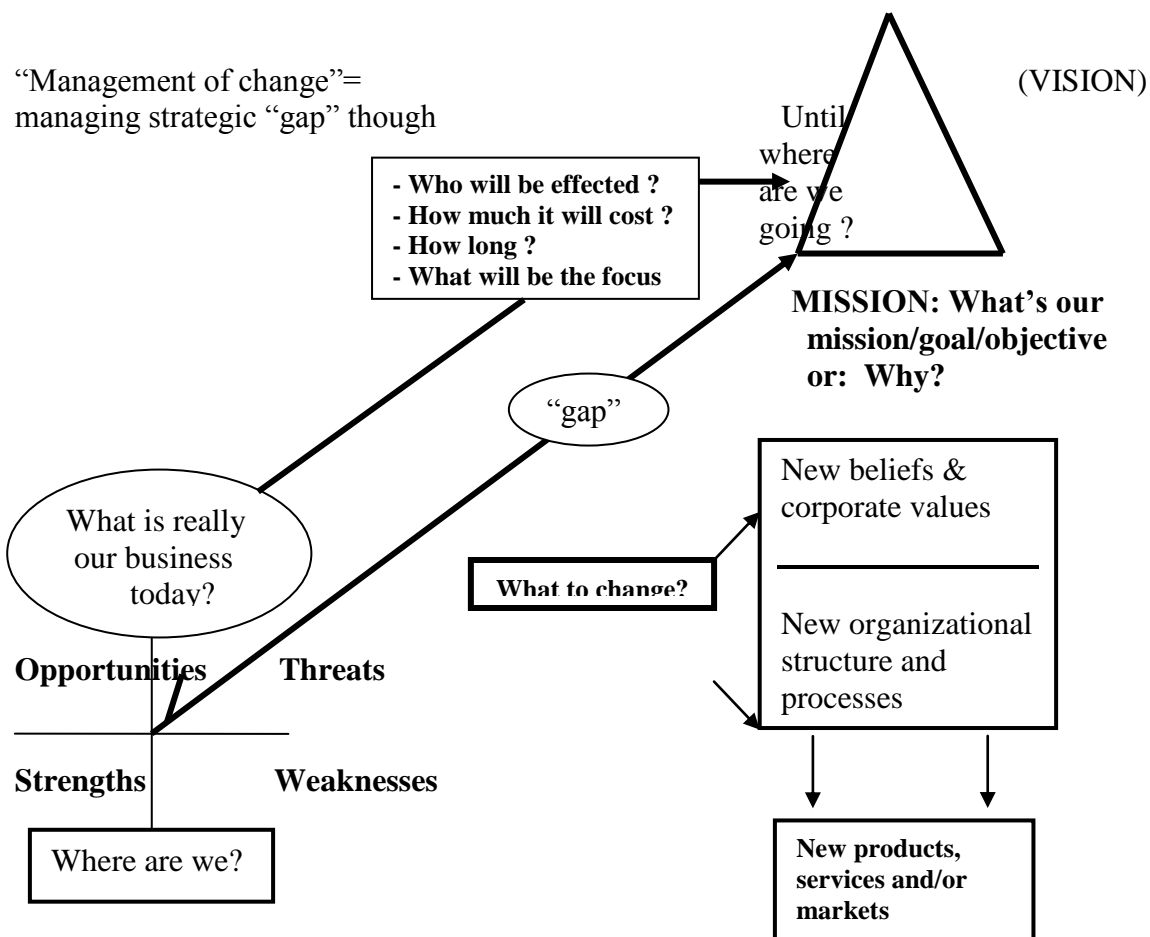 “Management of change”=
managing strategic “gap” though
(VISION)
Until
where
are we
going ?
- Who will be effected ?
- How much it will cost ?
- How long ?
- What will be the focus
MISSION: What’s our
mission/goal/objective
or: Why?
“gap”
What is really
our business
today?
New beliefs &
corporate values
What to change?
New organizational
structure and
processes
Opportunities
Threats
Strengths
Weaknesses
Where are we?
New products,
services and/or
markets